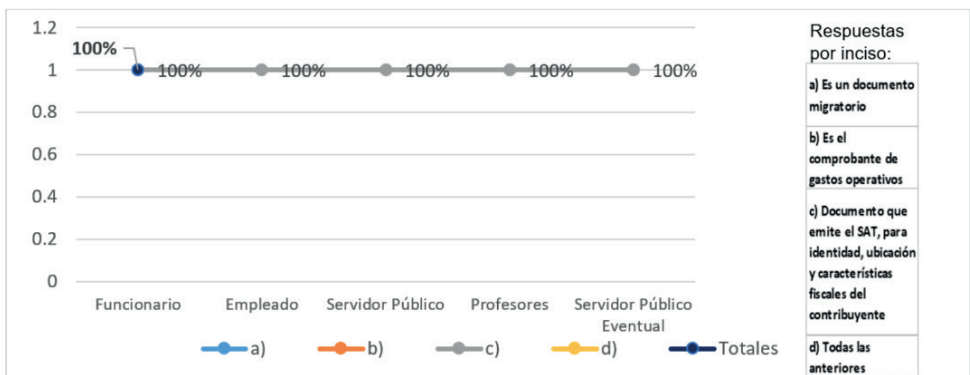 1.2
100%
1
100%
100%
100%
100%
100%
0.8
0.6
0.4
0.2
0
Funcionario
Empleado
Servidor Público
Profesores
Servidor Público
Eventual
a)
b)
c)
d)
Totales
Respuestas
por inciso:
a) Es un documento
migratorio
b) Es el
comprobante de
gastos operativos
c) Documento que
emite el SAT, para
identidad, ubicación
y características
fiscales del
contribuyente
d) Todas las
anteriores